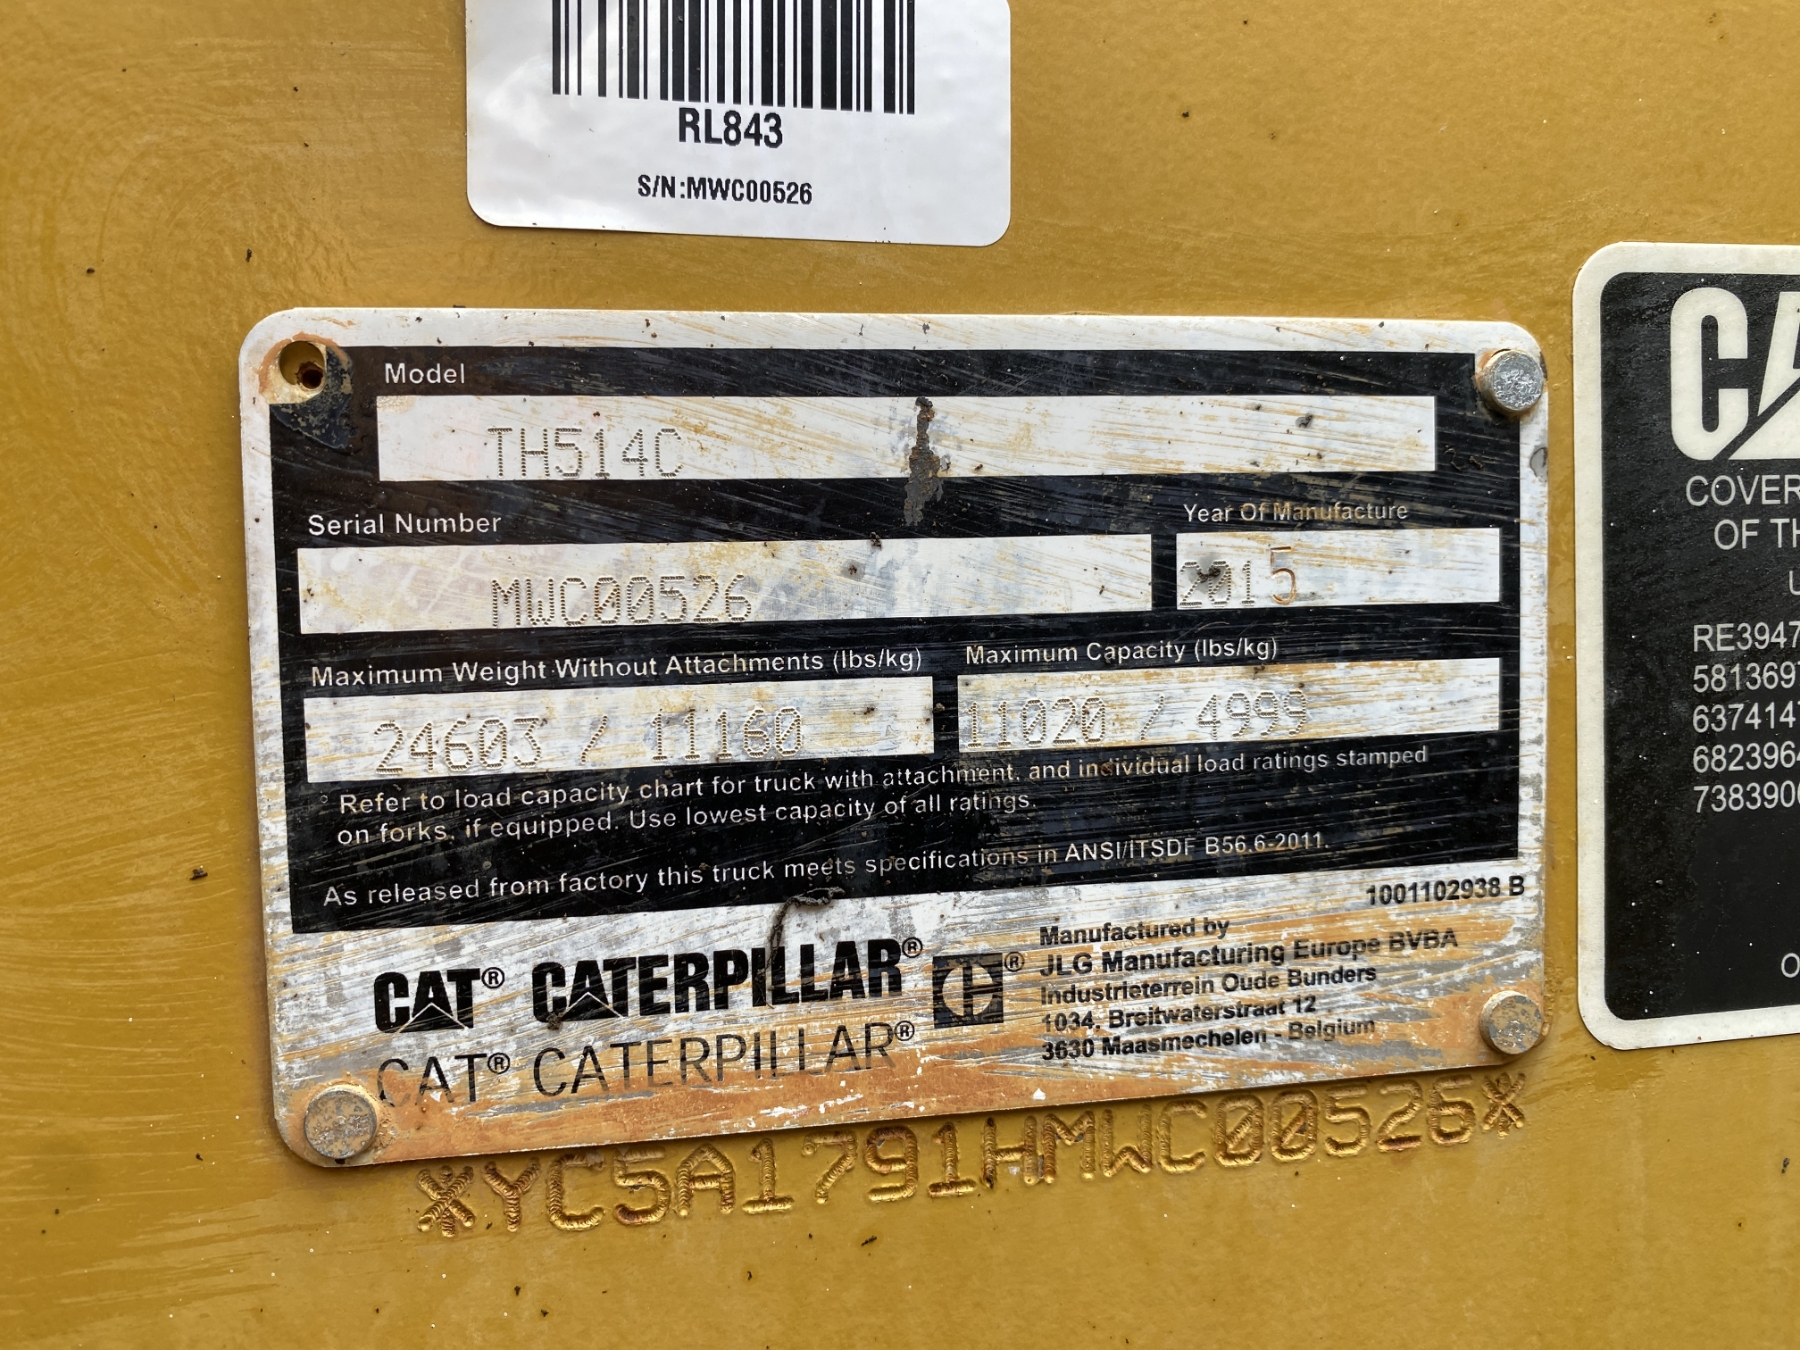 RL843
S/N:MWC00526
Model
TH514C
Serial Number
MWC00526
Year Of Manufacture
2015
Maximum Weight Without Attachments (lbs/kg)
24603 / 11160
Maximum Capacity (lbs/kg)
11020 / 4999
° Refer to load capacity chart for truck with attachment, and individual load ratings stamped
on forks, if equipped. Use lowest capacity of all ratings.
As released from factory this truck meets specifications in ANSI/ITSDF B56.6-2011.
1001102938 B
CAT® CATERPILLAR® ®
CAT® CATERPILLAR®
Manufactured by
JLG Manufacturing Europe BVBA
Industrieterrein Oude Bunders
1034, Breitwaterstraat 12
3630 Maasmechelen - Belgium
*YC5A1791HMWC00526*
CA
COVER
OF TH
U
RE3947
581369
637414
682396
738390
O